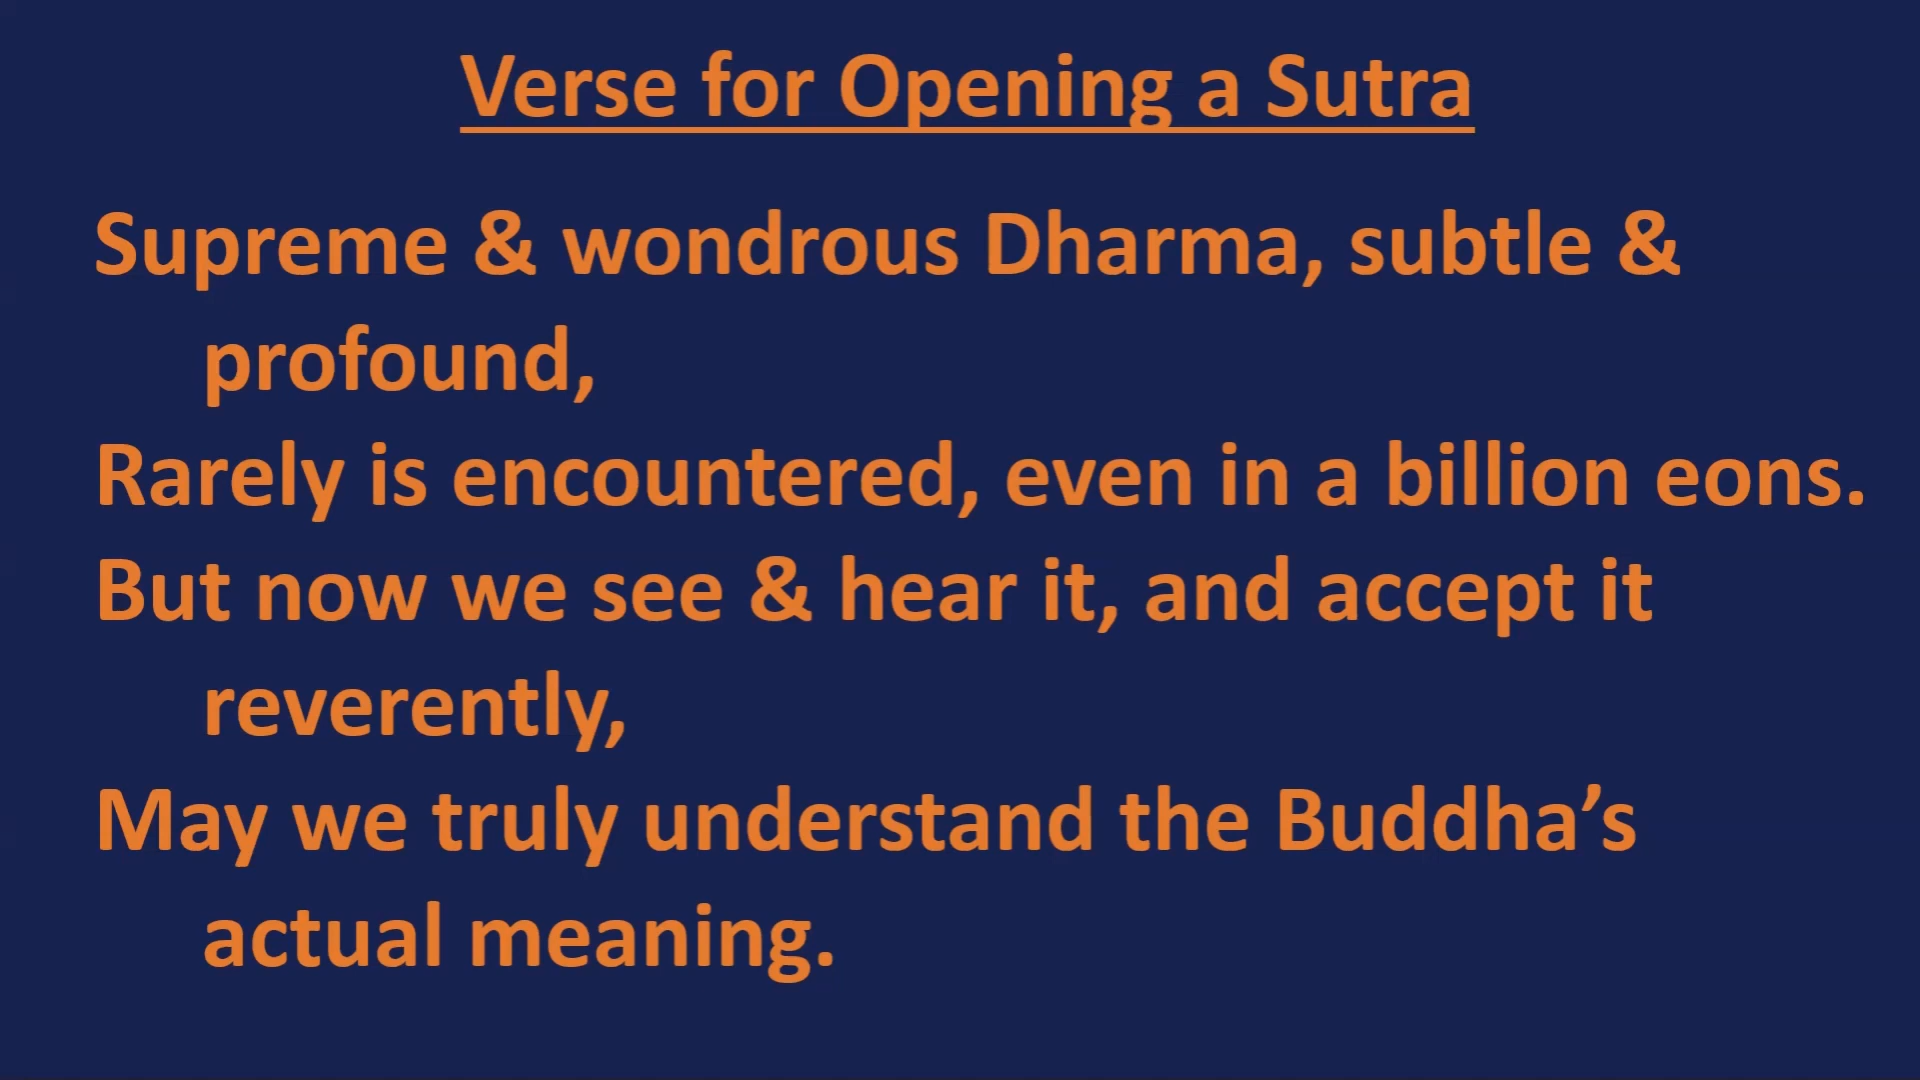 Verse for Opening a Sutra
Supreme & wondrous Dharma, subtle &
profound,
Rarely is encountered, even in a billion eons.
But now we see & hear it, and accept it
reverently,
May we truly understand the Buddha’s
actual meaning.